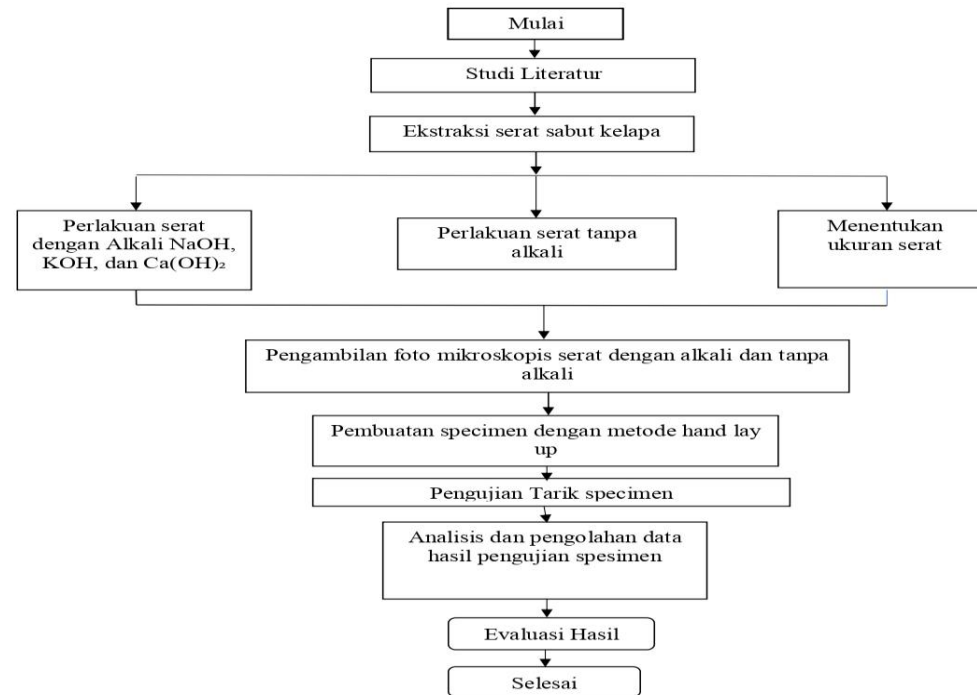 Mulai
Studi Literatur
Ekstraksi serat sabut kelapa
Perlakuan serat
dengan Alkali NaOH,
KOH, dan Ca(OH)₂
Perlakuan serat tanpa
alkali
Menentukan
ukuran serat
Pengambilan foto mikroskopis serat dengan alkali dan tanpa
alkali
Pembuatan specimen dengan metode hand lay
up
Pengujian Tarik specimen
Analisis dan pengolahan data
hasil pengujian spesimen
Evaluasi Hasil
Selesai